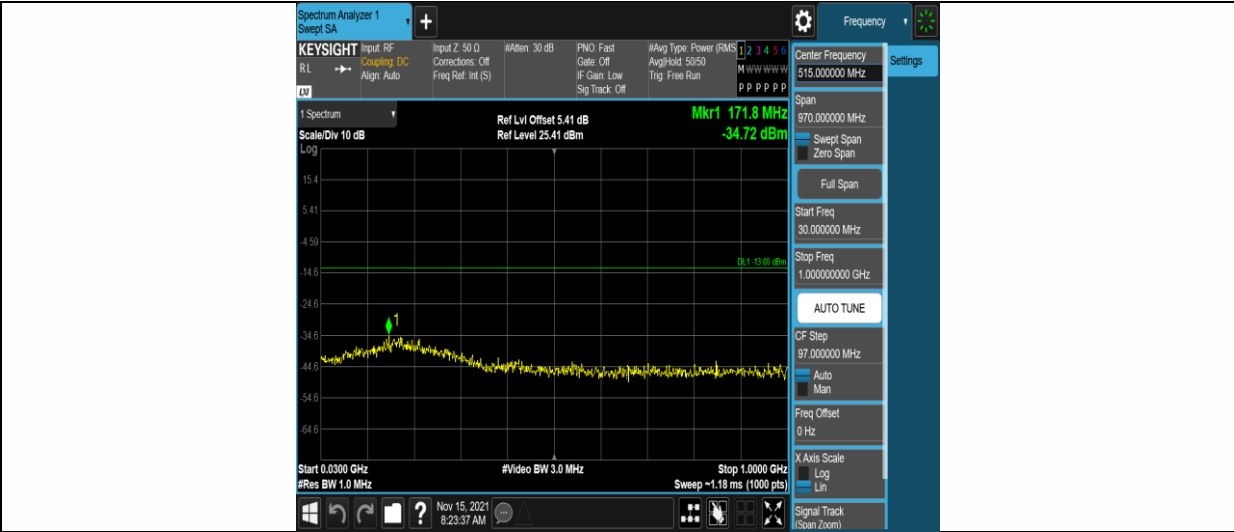 Spectrum Analyzer 1
Swept SA
Frequency
KEYSIGHT
RL
LXI
Input: RF
Coupling: DC
Align: Auto
Input Z: 50 Ω
Corrections: Off
Freq Ref: Int (S)
#Atten: 30 dB
PNO: Fast
Gate: Off
IF Gain: Low
Sig Track: Off
#Avg Type: Power (RMS
Avg|Hold: 50/50
Trig: Free Run
1 2 3 4 5 6
M W W W W W
P P P P P P
1 Spectrum
Scale/Div 10 dB
Ref Lvl Offset 5.41 dB
Ref Level 25.41 dBm
Mkr1 171.8 MHz
-34.72 dBm
Log
15.4
5.41
-4.59
DL1 -13.00 dBm
-14.6
-24.6
1
-34.6
-44.6
-54.6
-64.6
Start 0.0300 GHz
#Res BW 1.0 MHz
#Video BW 3.0 MHz
Stop 1.0000 GHz
Sweep ~1.18 ms (1000 pts)
?
Nov 15, 2021
8:23:37 AM
Center Frequency
515.000000 MHz
Settings
Span
970.000000 MHz
Swept Span
Zero Span
Full Span
Start Freq
30.000000 MHz
Stop Freq
1.000000000 GHz
AUTO TUNE
CF Step
97.000000 MHz
Auto
Man
Freq Offset
0 Hz
X Axis Scale
Log
Lin
Signal Track
(Span Zoom)